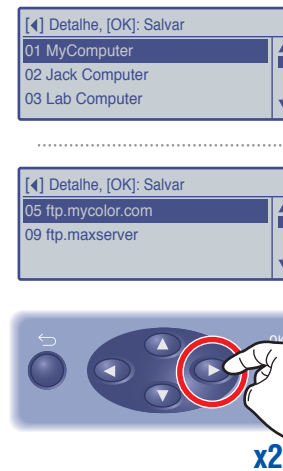 [◀] Detalhe, [OK]: Salvar
01 MyComputer
02 Jack Computer
03 Lab Computer
[◀] Detalhe, [OK]: Salvar
05 ftp.mycolor.com
09 ftp.maxserver
OK
x2